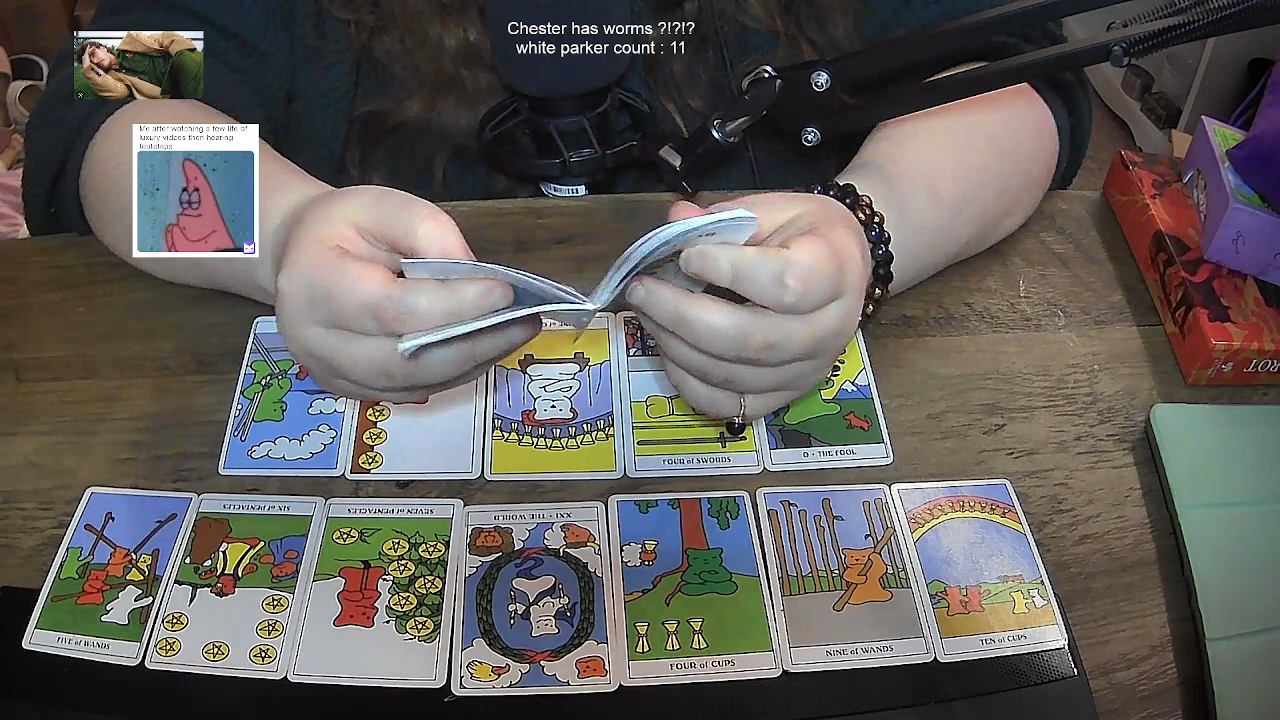 Chester has worms ?!?!?
white parker count : 11
Me after watching a few life of
luxury videos then hearing
footsteps
FOUR of SWORDS
0 • THE FOOL
FIVE of WANDS
SIX of PENTACLES
SEVEN of PENTACLES
XXI • THE WORLD
FOUR of CUPS
NINE of WANDS
TEN of CUPS